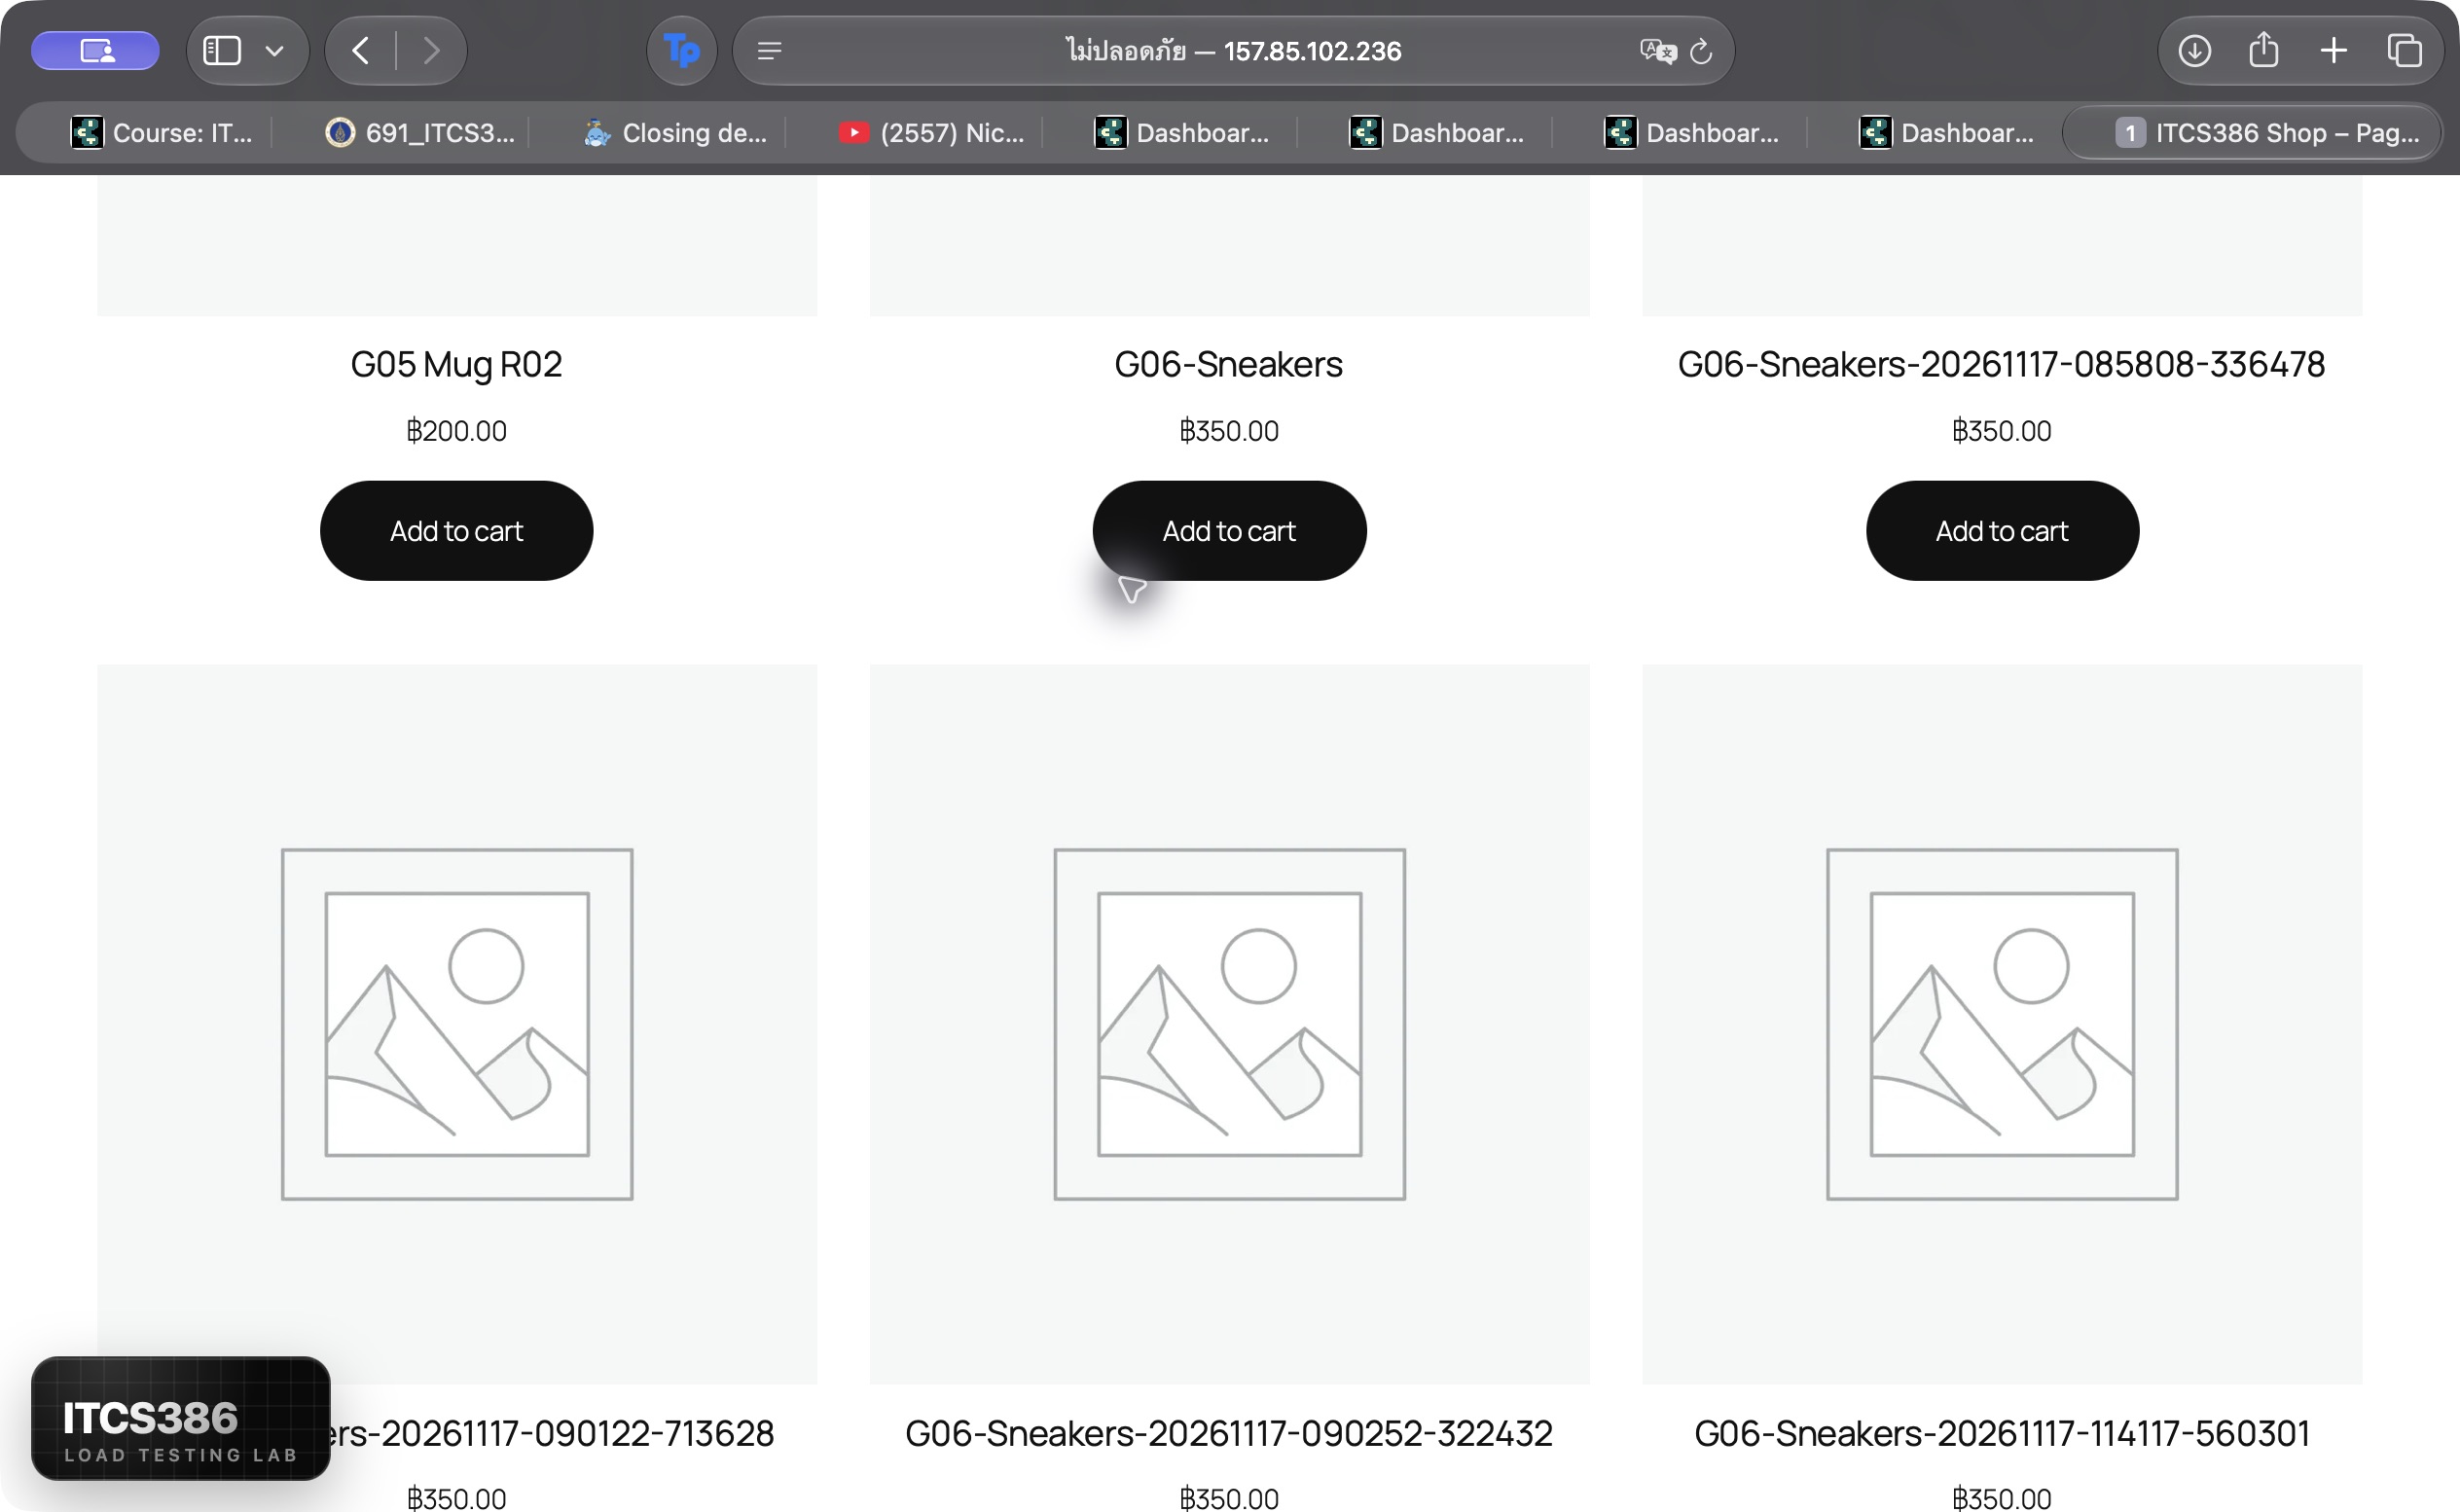 ไม่ปลอดภัย — 157.85.102.236
Course: IT...
691_ITCS3...
Closing de...
(2557) Nic...
Dashboar...
Dashboar...
Dashboar...
Dashboar...
1 ITCS386 Shop – Pag...
G05 Mug R02
G06-Sneakers
G06-Sneakers-20261117-085808-336478
฿200.00
฿350.00
฿350.00
Add to cart
Add to cart
Add to cart
ers-20261117-090122-713628
G06-Sneakers-20261117-090252-322432
G06-Sneakers-20261117-114117-560301
฿350.00
฿350.00
฿350.00
ITCS386
LOAD TESTING LAB